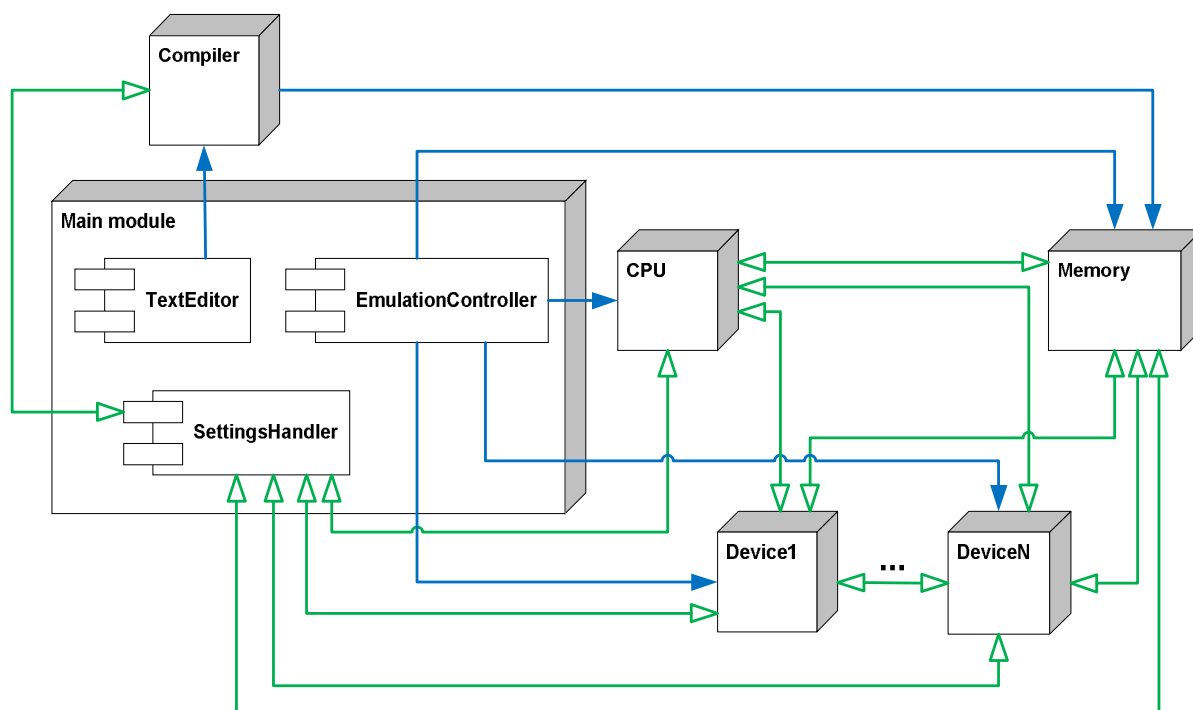 Compiler
Main module
TextEditor
EmulationController
CPU
Memory
SettingsHandler
Device1
...
DeviceN